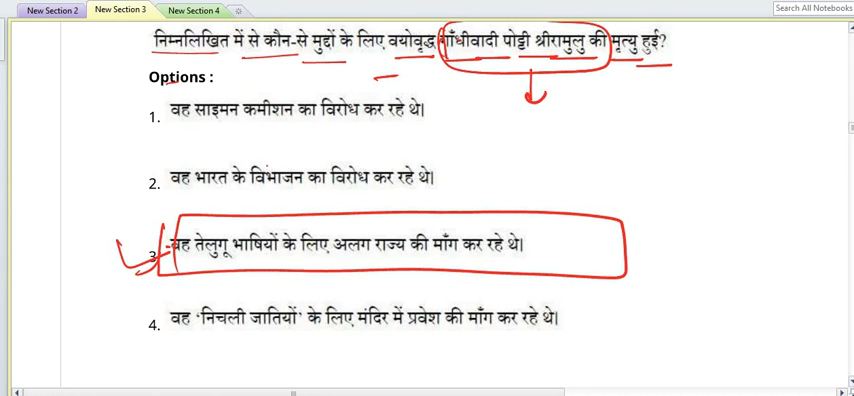 New Section 2 New Section 3 New Section 4 Search All Notebooks
निम्नलिखित में से कौन-से मुद्दों के लिए वयोवृद्ध गाँधीवादी पोट्टी श्रीरामुलु की मृत्यु हुई?
Options :
1. वह साइमन कमीशन का विरोध कर रहे थे।
2. वह भारत के विभाजन का विरोध कर रहे थे।
3. वह तेलुगू भाषियों के लिए अलग राज्य की माँग कर रहे थे।
4. वह ‘निचली जातियों’ के लिए मंदिर में प्रवेश की माँग कर रहे थे।